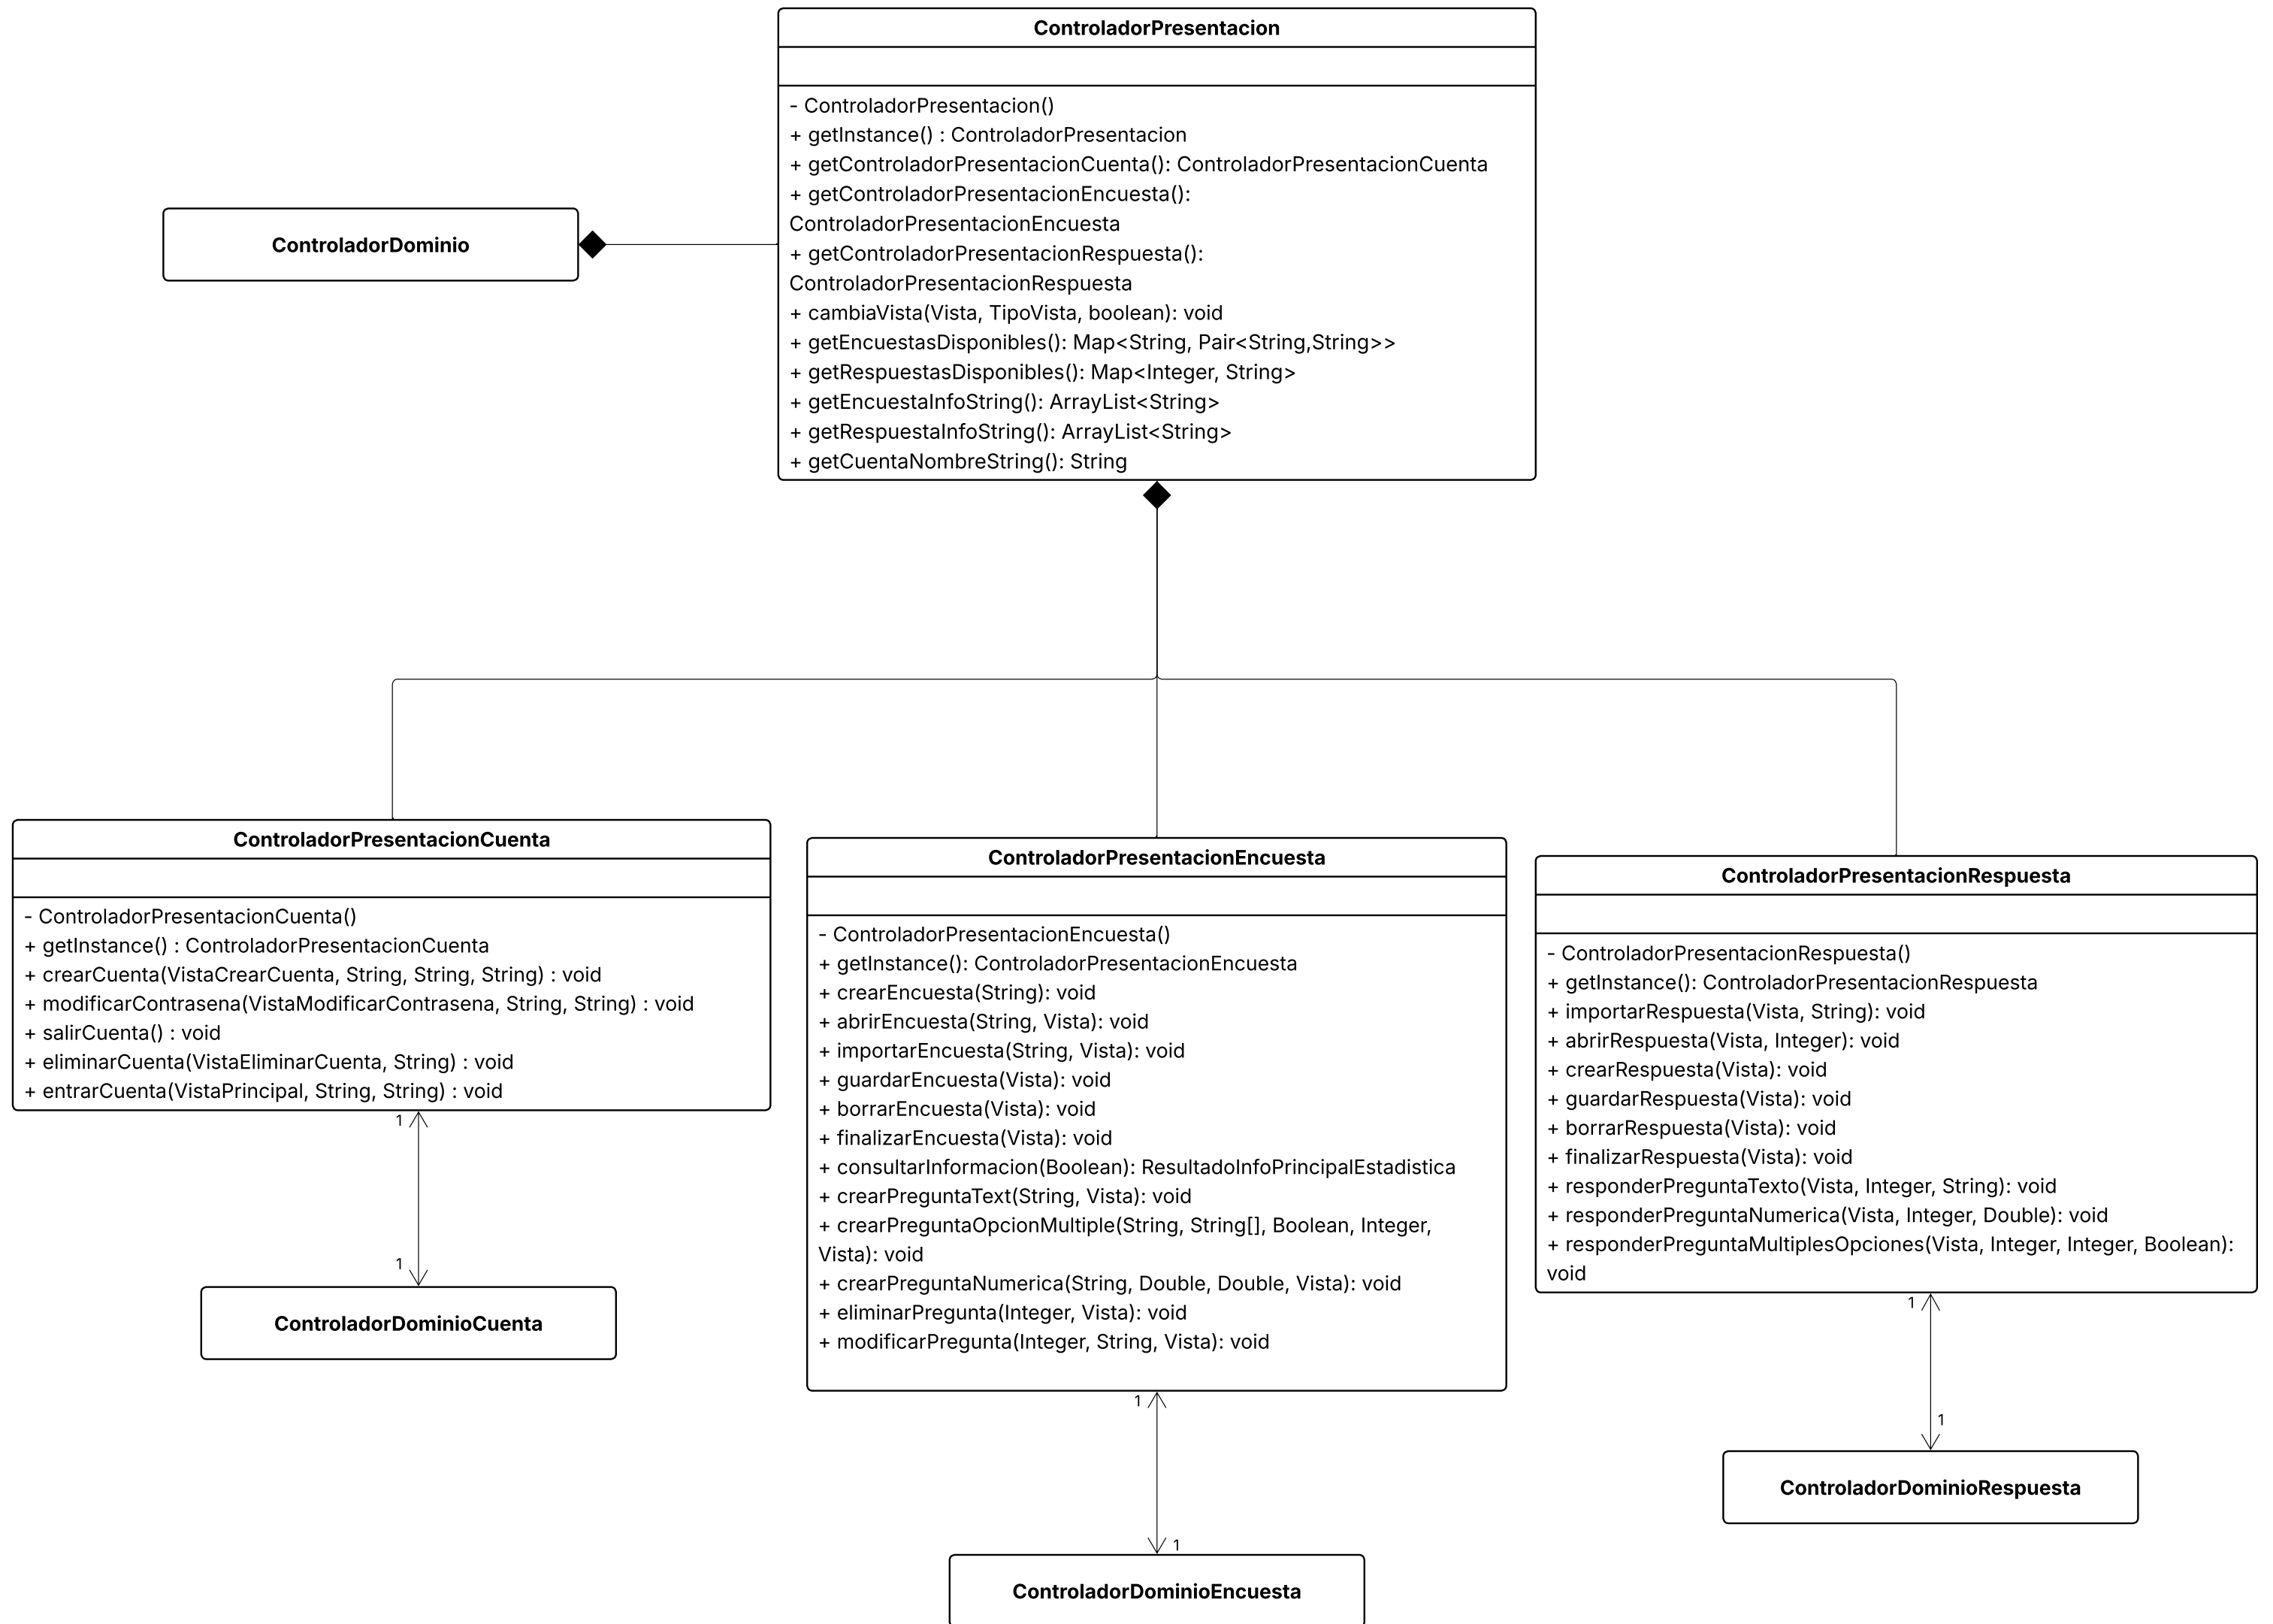 ControladorPresentacion
- ControladorPresentacion()
+ getInstance() : ControladorPresentacion
+ getControladorPresentacionCuenta(): ControladorPresentacionCuenta
+ getControladorPresentacionEncuesta():
ControladorPresentacionEncuesta
+ getControladorPresentacionRespuesta():
ControladorPresentacionRespuesta
+ cambiaVista(Vista, TipoVista, boolean): void
+ getEncuestasDisponibles(): Map<String, Pair<String,String>>
+ getRespuestasDisponibles(): Map<Integer, String>
+ getEncuestaInfoString(): ArrayList<String>
+ getRespuestaInfoString(): ArrayList<String>
+ getCuentaNombreString(): String
ControladorDominio
ControladorPresentacionCuenta
- ControladorPresentacionCuenta()
+ getInstance() : ControladorPresentacionCuenta
+ crearCuenta(VistaCrearCuenta, String, String, String) : void
+ modificarContrasena(VistaModificarContrasena, String, String) : void
+ salirCuenta() : void
+ eliminarCuenta(VistaEliminarCuenta, String) : void
+ entrarCuenta(VistaPrincipal, String, String) : void
1
1
ControladorDominioCuenta
ControladorPresentacionEncuesta
- ControladorPresentacionEncuesta()
+ getInstance(): ControladorPresentacionEncuesta
+ crearEncuesta(String): void
+ abrirEncuesta(String, Vista): void
+ importarEncuesta(String, Vista): void
+ guardarEncuesta(Vista): void
+ borrarEncuesta(Vista): void
+ finalizarEncuesta(Vista): void
+ consultarInformacion(Boolean): ResultadoInfoPrincipalEstadistica
+ crearPreguntaText(String, Vista): void
+ crearPreguntaOpcionMultiple(String, String[], Boolean, Integer,
Vista): void
+ crearPreguntaNumerica(String, Double, Double, Vista): void
+ eliminarPregunta(Integer, Vista): void
+ modificarPregunta(Integer, String, Vista): void
1
1
ControladorDominioEncuesta
ControladorPresentacionRespuesta
- ControladorPresentacionRespuesta()
+ getInstance(): ControladorPresentacionRespuesta
+ importarRespuesta(Vista, String): void
+ abrirRespuesta(Vista, Integer): void
+ crearRespuesta(Vista): void
+ guardarRespuesta(Vista): void
+ borrarRespuesta(Vista): void
+ finalizarRespuesta(Vista): void
+ responderPreguntaTexto(Vista, Integer, String): void
+ responderPreguntaNumerica(Vista, Integer, Double): void
+ responderPreguntaMultiplesOpciones(Vista, Integer, Integer, Boolean):
void
1
1
ControladorDominioRespuesta